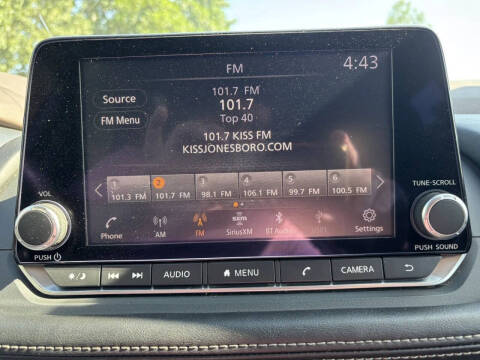 FM
4:43
Source
101.7 FM
101.7
FM Menu
Top 40
101.7 KISS FM
KISSJONESBORO.COM
1 2 3 4 5 6
101.3 FM 101.7 FM 98.1 FM 106.1 FM 99.7 FM 100.5 FM
Phone AM FM sxm SiriusXM BT Audio Settings
VOL
PUSH
TUNE·SCROLL
PUSH SOUND
AUDIO MENU CAMERA